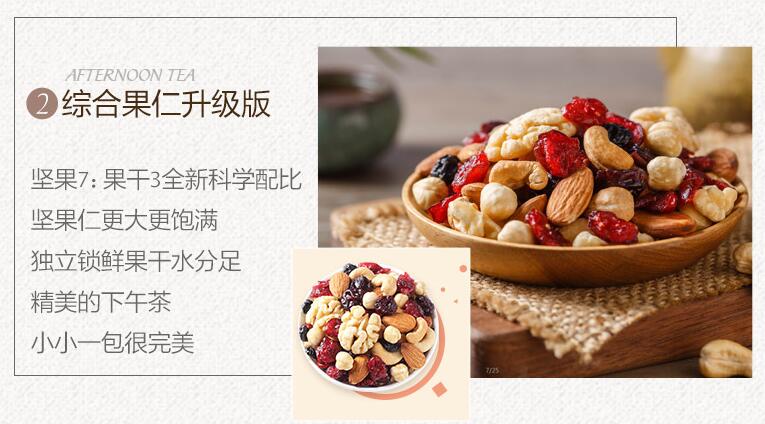 AFTERNOON TEA
2 综合果仁升级版
坚果7:果干3全新科学配比
坚果仁更大更饱满
独立锁鲜果干水分足
精美的下午茶
小小一包很完美
7/25